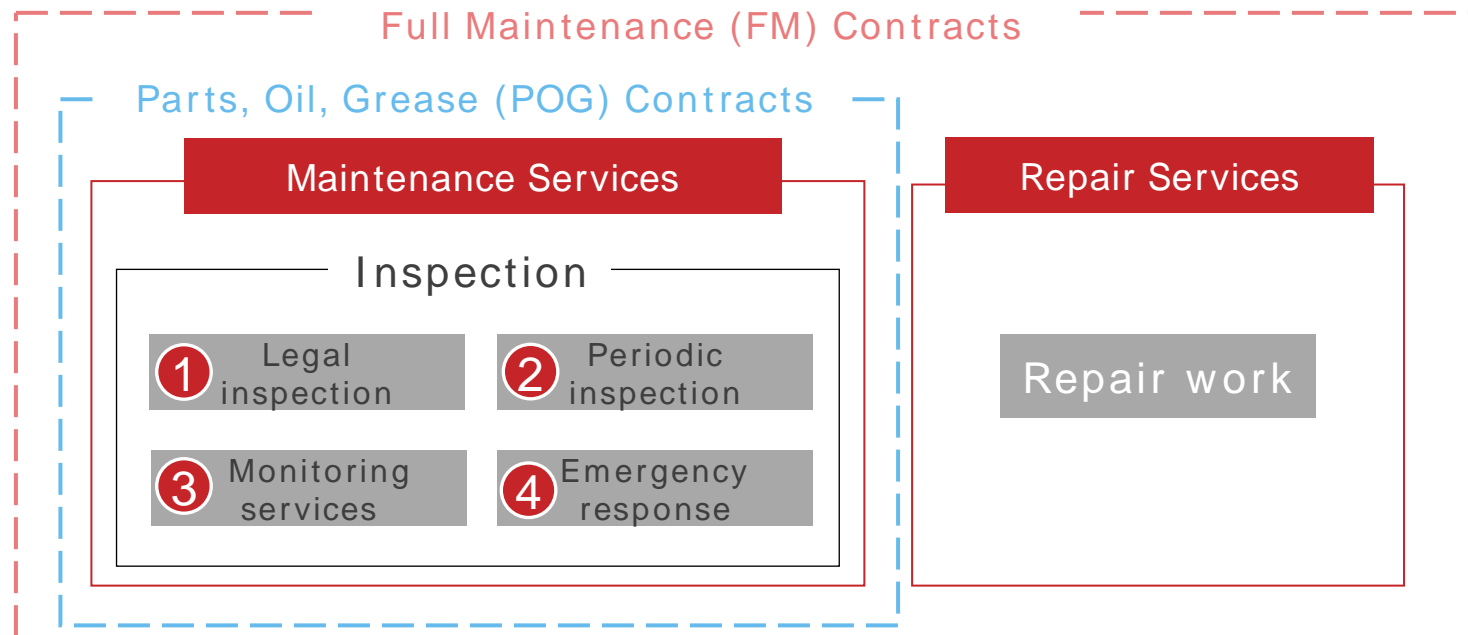 Full Maintenance (FM) Contracts
Parts, Oil, Grease (POG) Contracts
Maintenance Services
Repair Services
Inspection
1 Legal
inspection
2 Periodic
inspection
Repair work
3 Monitoring
services
4 Emergency
response